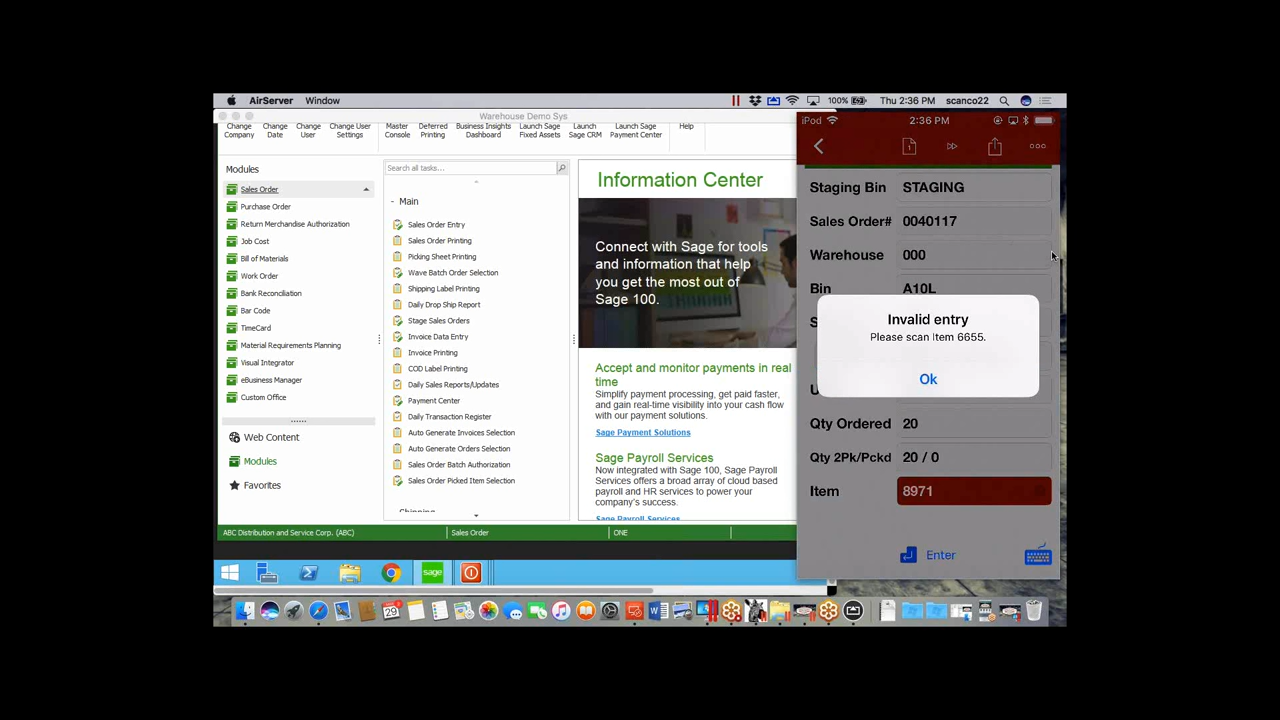 AirServer Window
100% Thu 2:36 PM scanco22
Warehouse Demo Sys
Change Company
Change Date
Change User
Change User Settings
Master Console
Deferred Printing
Business Insights Dashboard
Launch Sage Fixed Assets
Launch Sage CRM
Launch Sage Payment Center
Help
Modules
Sales Order
Purchase Order
Return Merchandise Authorization
Job Cost
Bill of Materials
Work Order
Bank Reconciliation
Bar Code
TimeCard
Material Requirements Planning
Visual Integrator
eBusiness Manager
Custom Office
Web Content
Modules
Favorites
Search all tasks...
- Main
Sales Order Entry
Sales Order Printing
Picking Sheet Printing
Wave Batch Order Selection
Shipping Label Printing
Daily Drop Ship Report
Stage Sales Orders
Invoice Data Entry
Invoice Printing
COD Label Printing
Daily Sales Reports/Updates
Payment Center
Daily Transaction Register
Auto Generate Invoices Selection
Auto Generate Orders Selection
Sales Order Batch Authorization
Sales Order Picked Item Selection
Shipping
Information Center
Connect with Sage for tools
and information that help
you get the most out of
Sage 100.
Accept and monitor payments in real
time
Simplify payment processing, get paid faster,
and gain real-time visibility into your cash flow
with our payment solutions.
Sage Payment Solutions
Sage Payroll Services
Now integrated with Sage 100, Sage Payroll
Services offers a broad array of cloud based
payroll and HR services to power your
company's success.
Sage Payroll Services
ABC Distribution and Service Corp. (ABC)
Sales Order
ONE
sage
iPod 2:36 PM
Staging Bin STAGING
Sales Order# 0040117
Warehouse 000
Bin A10L
S
Invalid entry
Please scan Item 6655.
Ok
U
Qty Ordered 20
Qty 2Pk/Pckd 20 / 0
Item 8971
Enter
29